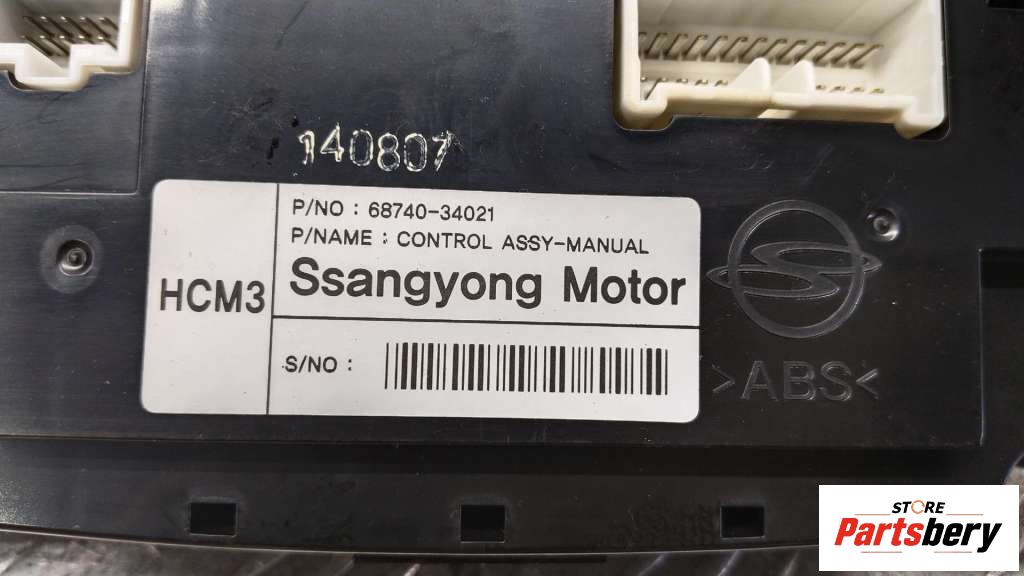 140807
P/NO : 68740-34021
P/NAME : CONTROL ASSY-MANUAL
HCM3
Ssangyong Motor
S/NO :
>ABS<
STORE
Partsbery